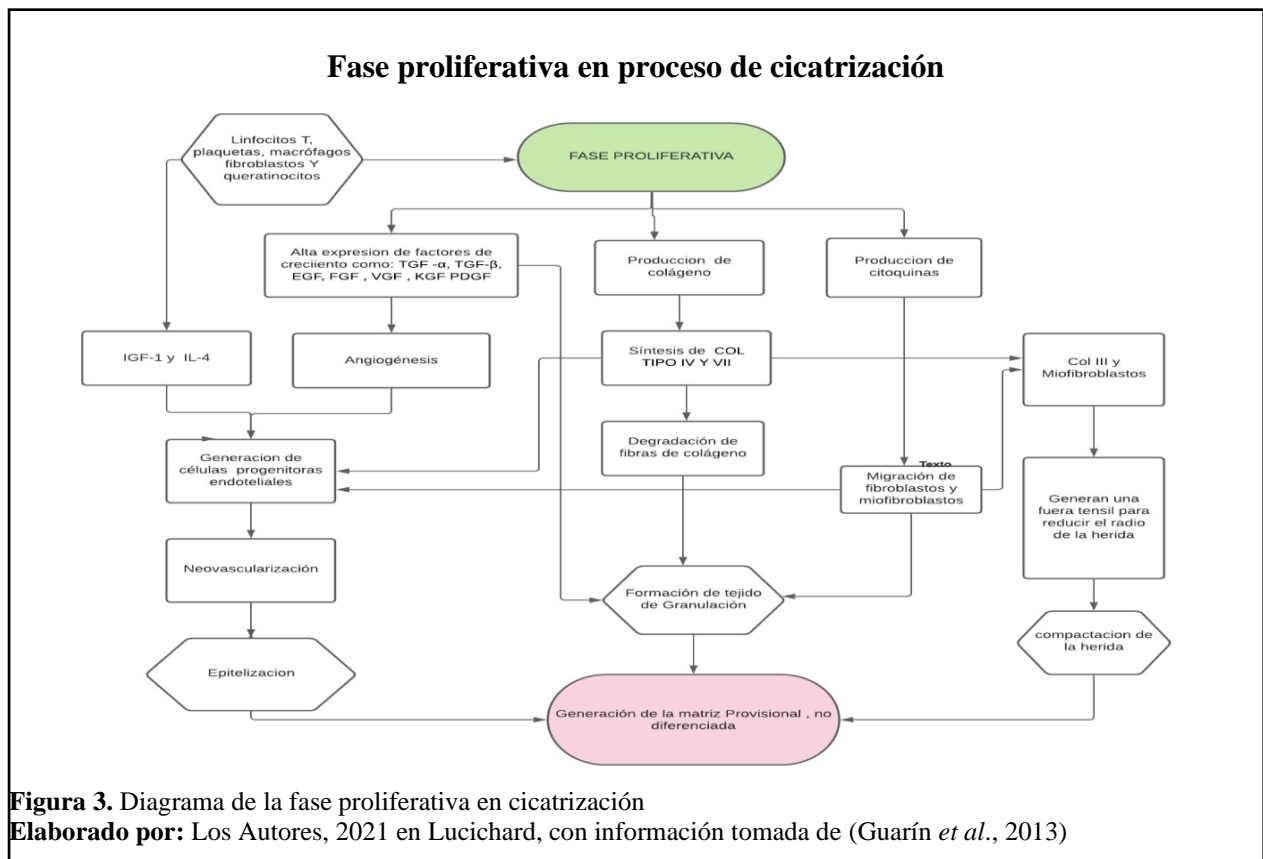 Fase proliferativa en proceso de cicatrización
Linfocitos T,
plaquetas, macrófagos
fibroblastos Y
queratinocitos
FASE PROLIFERATIVA
Alta expresion de factores de
creciiento como: TGF -α, TGF-β,
EGF, FGF , VGF , KGF PDGF
Produccion de
colágeno
Produccion de
citoquinas
IGF-1 y IL-4
Angiogénesis
Síntesis de COL
TIPO IV Y VII
Col III y
Miofibroblastos
Generacion de
células progenitoras
endoteliales
Degradación de
fibras de colágeno
Texto
Migración de
fibroblastos y
miofibroblastos
Generan una
fuera tensil para
reducir el radio
de la herida
Neovascularización
Formación de tejido
de Granulación
compactacion de
la herida
Epitelizacion
Generación de la matriz Provisional , no
diferenciada
Figura 3. Diagrama de la fase proliferativa en cicatrización
Elaborado por: Los Autores, 2021 en Lucichard, con información tomada de (Guarín et al., 2013)